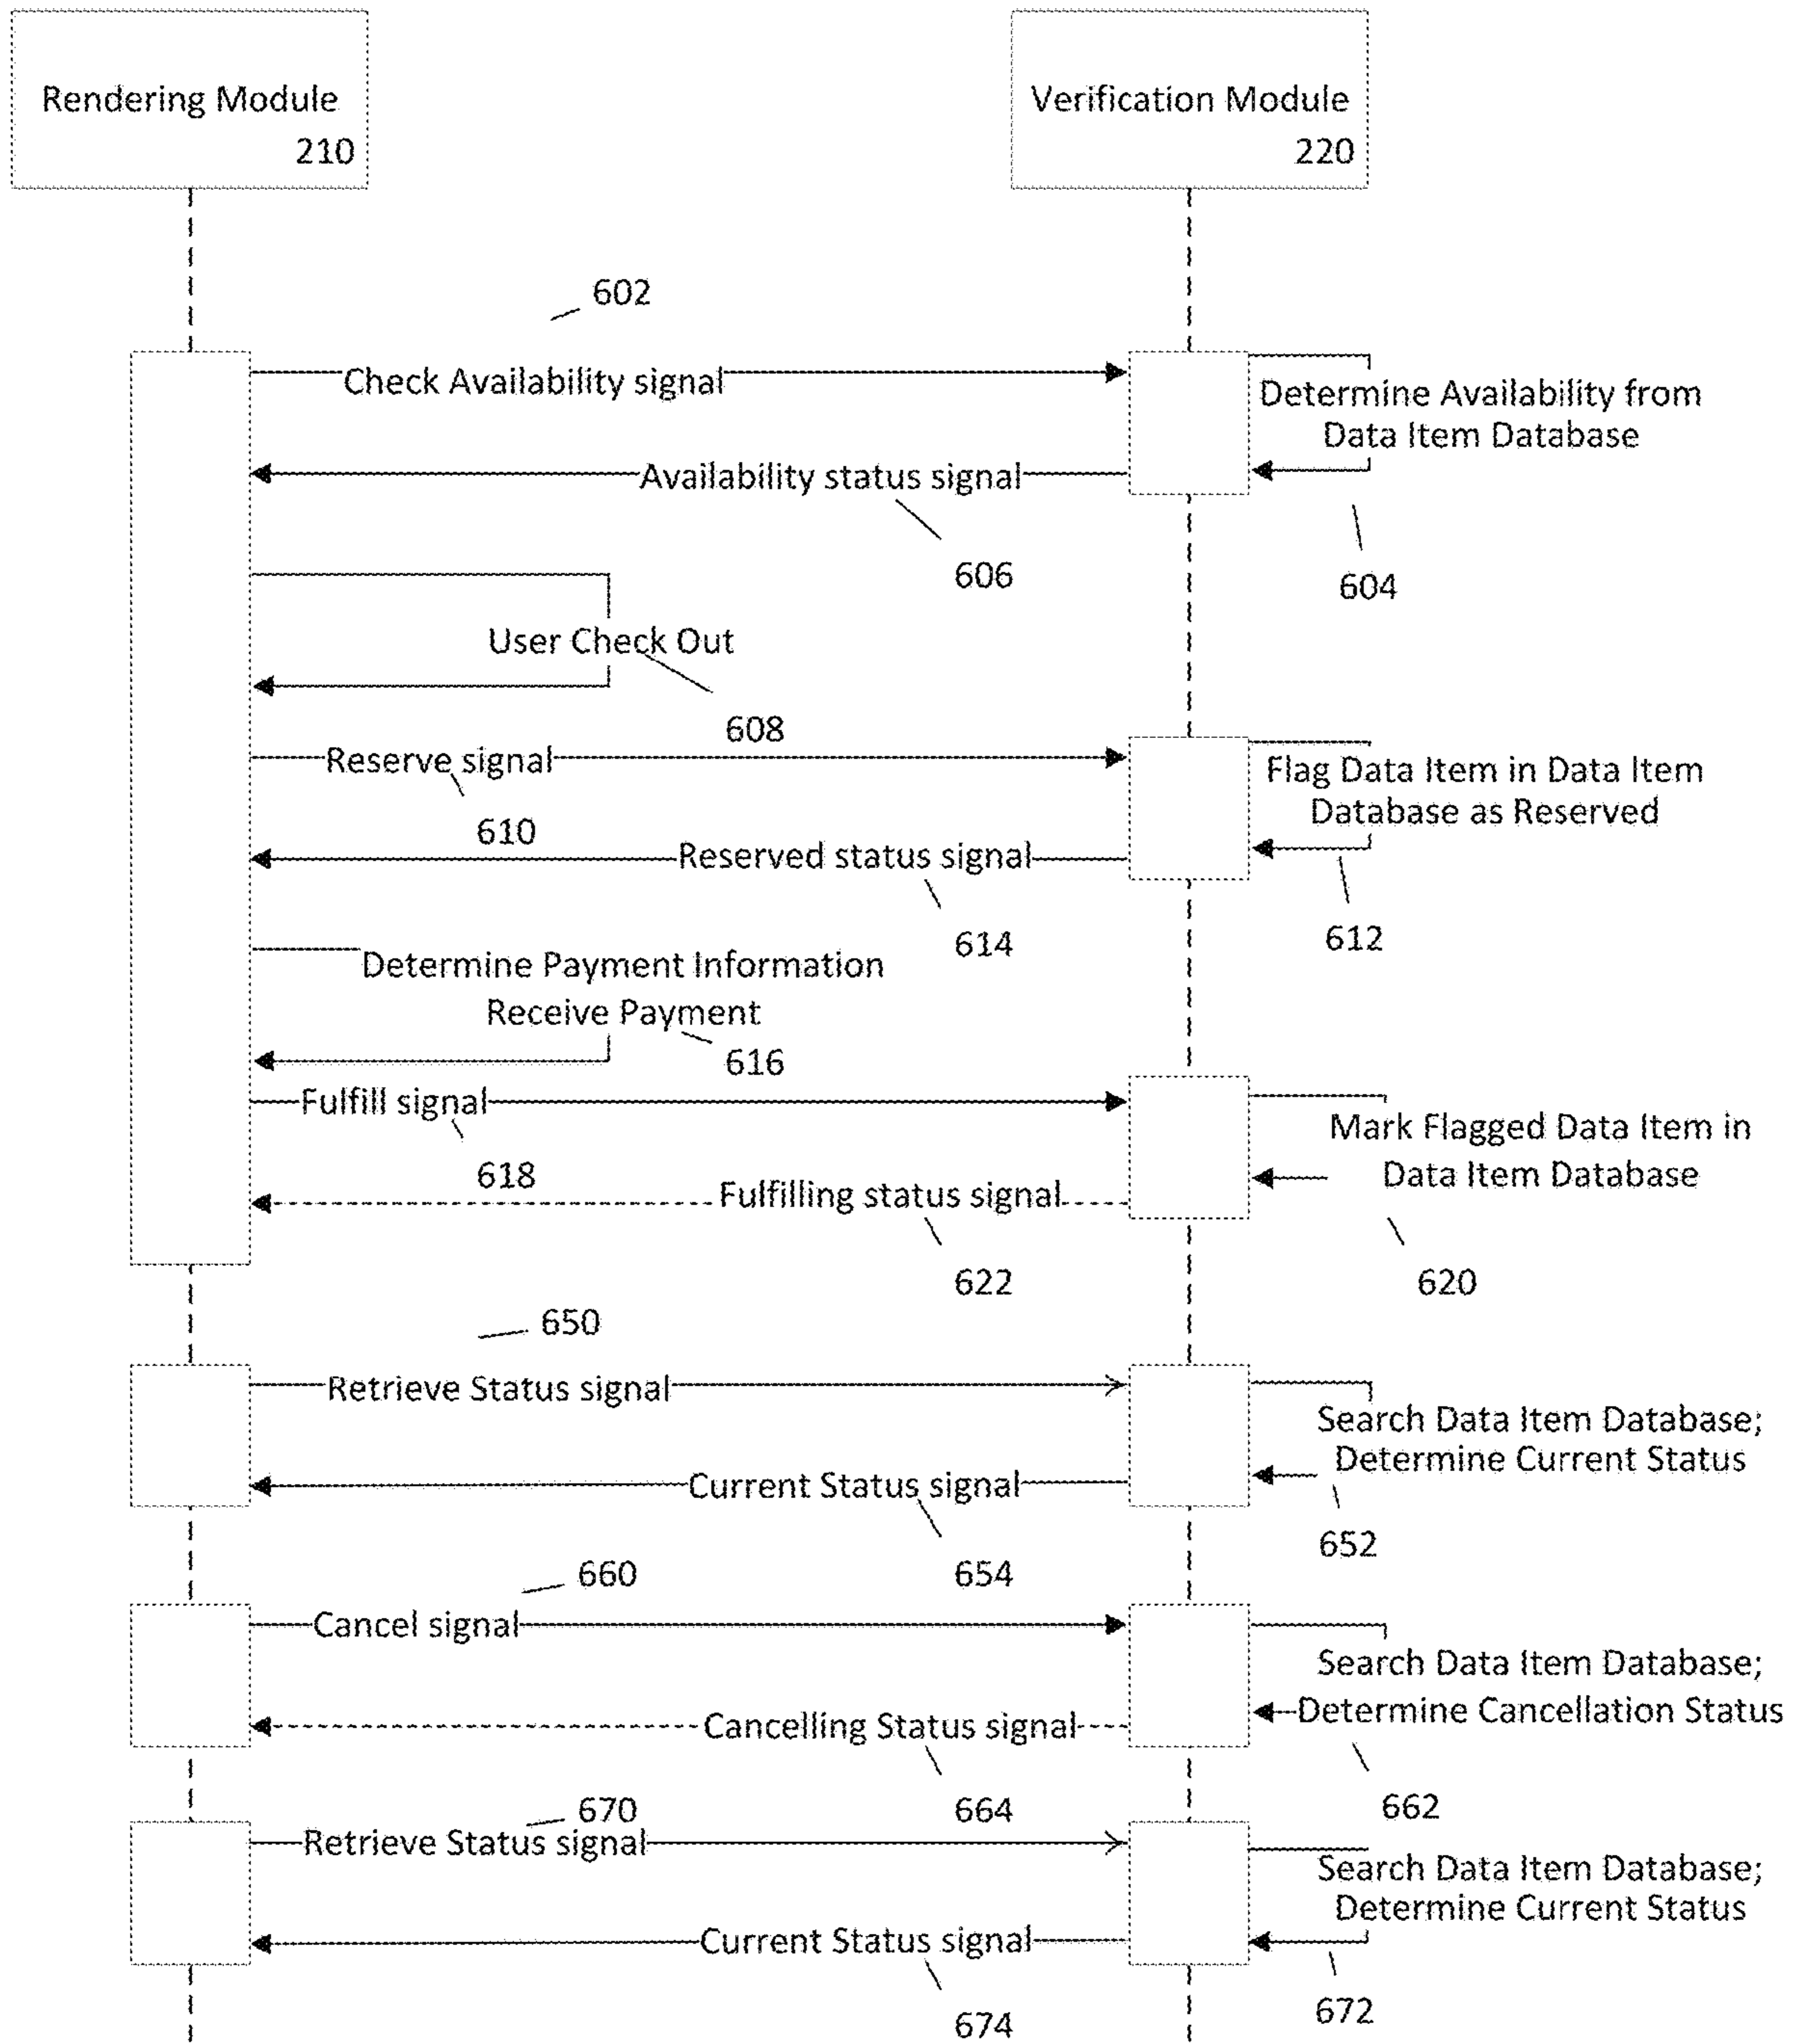 Rendering Module
210
Verification Module
220
602
Check Availability signal
Determine Availability from
Data Item Database
Availability status signal
606
604
User Check Out
608
Reserve signal
Flag Data Item in Data Item
Database as Reserved
610
Reserved status signal
614
612
Determine Payment Information
Receive Payment
616
Fulfill signal
Mark Flagged Data Item in
Data Item Database
618
Fulfilling status signal
622
620
650
Retrieve Status signal
Search Data Item Database;
Determine Current Status
Current Status signal
652
654
660
Cancel signal
Search Data Item Database;
Determine Cancellation Status
Cancelling Status signal
662
664
670
Retrieve Status signal
Search Data Item Database;
Determine Current Status
Current Status signal
672
674